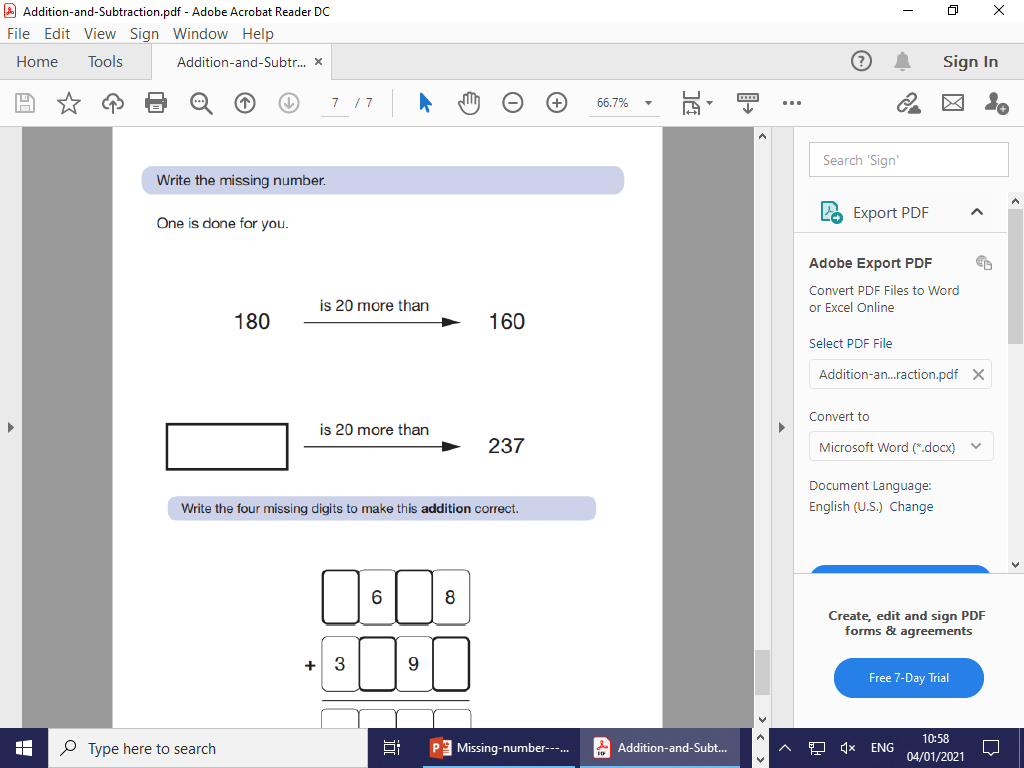 Addition-and-Subtraction.pdf - Adobe Acrobat Reader DC
File Edit View Sign Window Help
Home Tools Addition-and-Subtr... × Sign In
7 / 7 66.7%
Write the missing number.
One is done for you.
180 is 20 more than 160
is 20 more than 237
Write the four missing digits to make this addition correct.
6 8
+ 3 9
Search 'Sign'
Export PDF
Adobe Export PDF
Convert PDF Files to Word
or Excel Online
Select PDF File
Addition-an...raction.pdf
Convert to
Microsoft Word (*.docx)
Document Language:
English (U.S.) Change
Create, edit and sign PDF
forms & agreements
Free 7-Day Trial
Type here to search
Missing-number---...
Addition-and-Subt...
ENG
10:58
04/01/2021